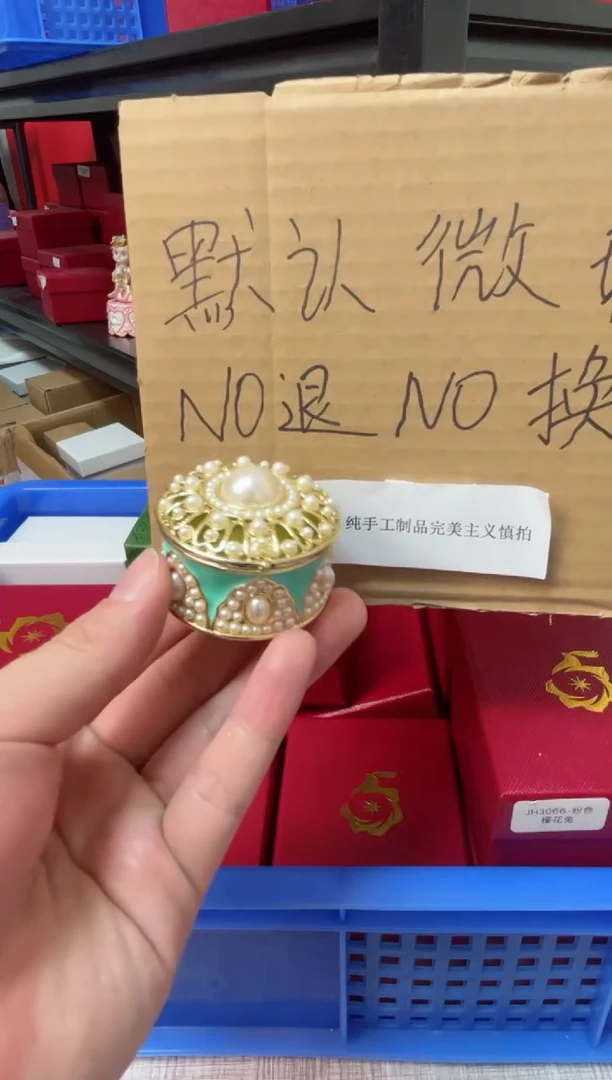 默认微
NO退 NO换
纯手工制品完美主义慎拍
JH3066-粉色
樱花兔